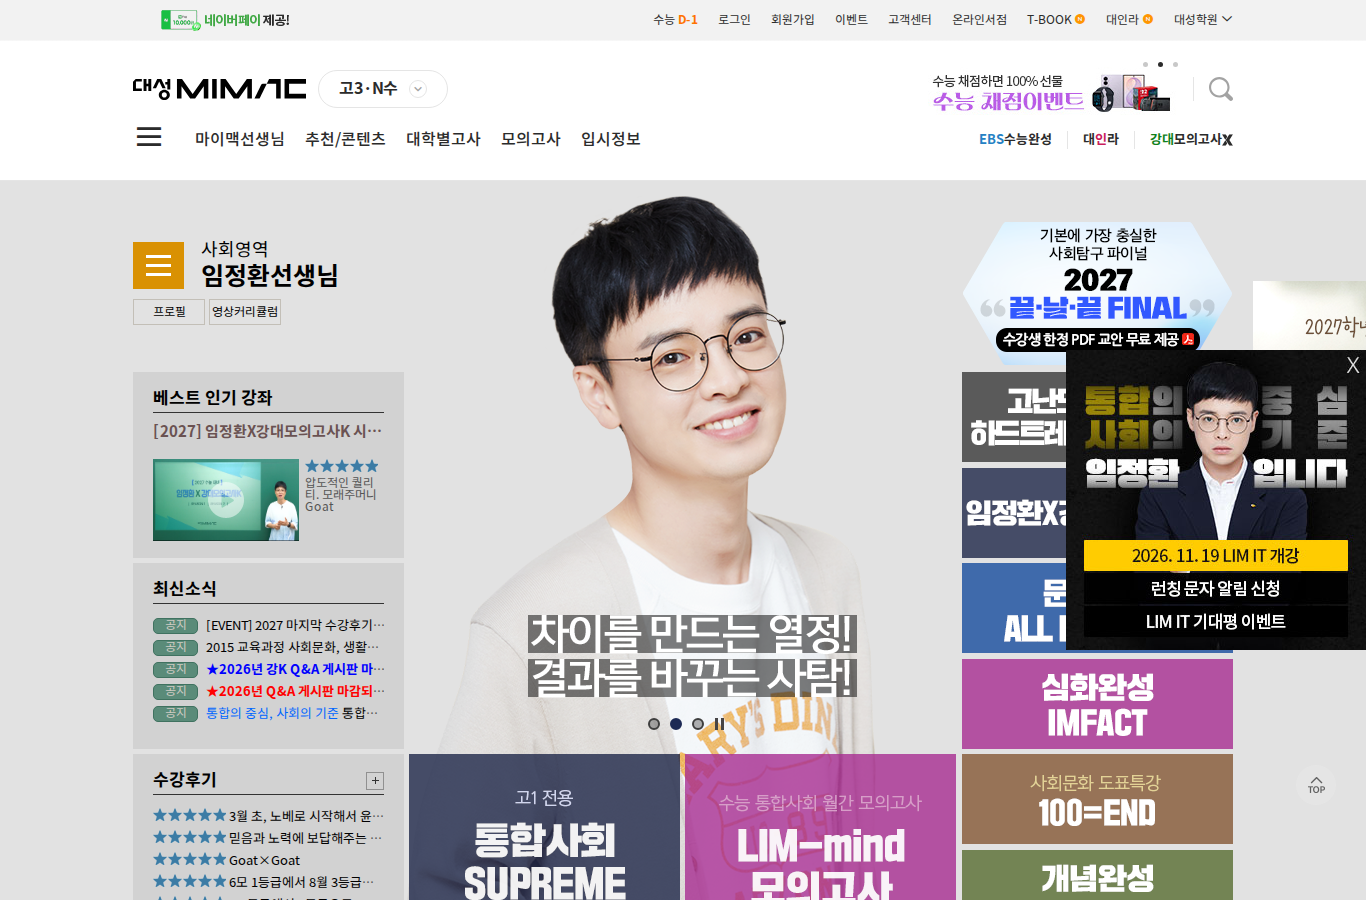 네이버페이 제공!
수능 D-1
로그인
회원가입
이벤트
고객센터
온라인서점
T-BOOK N
대인라 N
대성학원
대성 MIMAC
고3·N수
수능 채점하면 100% 선물
수능 채점이벤트
마이맥선생님
추천/콘텐츠
대학별고사
모의고사
입시정보
EBS수능완성
대인라
강대모의고사X
사회영역
임정환선생님
프로필
영상커리큘럼
기본에 가장 충실한
사회탐구 파이널
2027
“끝·날·끝 FINAL”
수강생 한정 PDF 교안 무료 제공
2027학년
베스트 인기 강좌
[2027] 임정환X강대모의고사K 시…
압도적인 퀄리
티. 모래주머니
Goat
최신소식
공지 [EVENT] 2027 마지막 수강후기…
공지 2015 교육과정 사회문화, 생활…
공지 ★2026년 강K Q&A 게시판 마…
공지 ★2026년 Q&A 게시판 마감되…
공지 통합의 중심, 사회의 기준 통합…
수강후기
+
★★★★★ 3월 초, 노베로 시작해서 윤…
★★★★★ 믿음과 노력에 보답해주는 …
★★★★★ Goat×Goat
★★★★★ 6모 1등급에서 8월 3등급…
차이를 만드는 열정!
결과를 바꾸는 사탐!
고1 전용
통합사회
SUPREME
수능 통합사회 월간 모의고사
LIM-mind
모의고사
고난도
하드트레
임정환X강
ALL
심화완성
IMFACT
사회문화 도표특강
100=END
개념완성
X
통합의 중 심
사회의 기 준
임정환 입니다
2026. 11. 19 LIM IT 개강
런칭 문자 알림 신청
LIM IT 기대평 이벤트
TOP